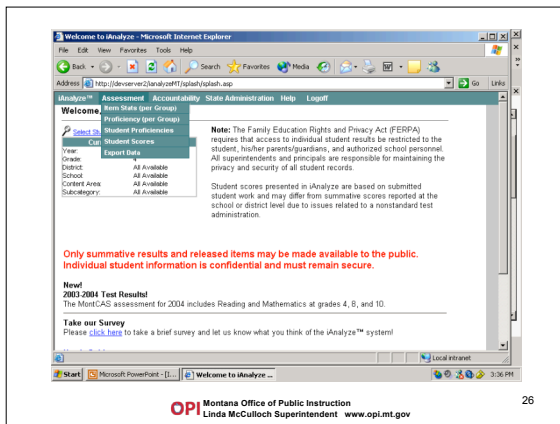 Welcome to iAnalyze - Microsoft Internet Explorer
File Edit View Favorites Tools Help
Back Search Favorites Media
Address http://devserver2/ianalyzeMT/splash/splash.asp Go Links
iAnalyze™ Assessment Accountability State Administration Help Logoff
Welcome,
Item Stats (per Group)
Proficiency (per Group)
Student Proficiencies
Student Scores
Export Data
Select Stu
Curr
Year:
Grade: 4
District: All Available
School: All Available
Content Area: All Available
Subcategory: All Available
Note: The Family Education Rights and Privacy Act (FERPA)
requires that access to individual student results be restricted to the
student, his/her parents/guardians, and authorized school personnel.
All superintendents and principals are responsible for maintaining the
privacy and security of all student records.
Student scores presented in iAnalyze are based on submitted
student work and may differ from summative scores reported at the
school or district level due to issues related to a nonstandard test
administration.
Only summative results and released items may be made available to the public.
Individual student information is confidential and must remain secure.
New!
2003-2004 Test Results!
The MontCAS assessment for 2004 includes Reading and Mathematics at grades 4, 8, and 10.
Take our Survey
Please click here to take a brief survey and let us know what you think of the iAnalyze™ system!
Local intranet
Start Microsoft PowerPoint - [I... Welcome to iAnalyze ... 3:36 PM
OPI Montana Office of Public Instruction
Linda McCulloch Superintendent www.opi.mt.gov
26